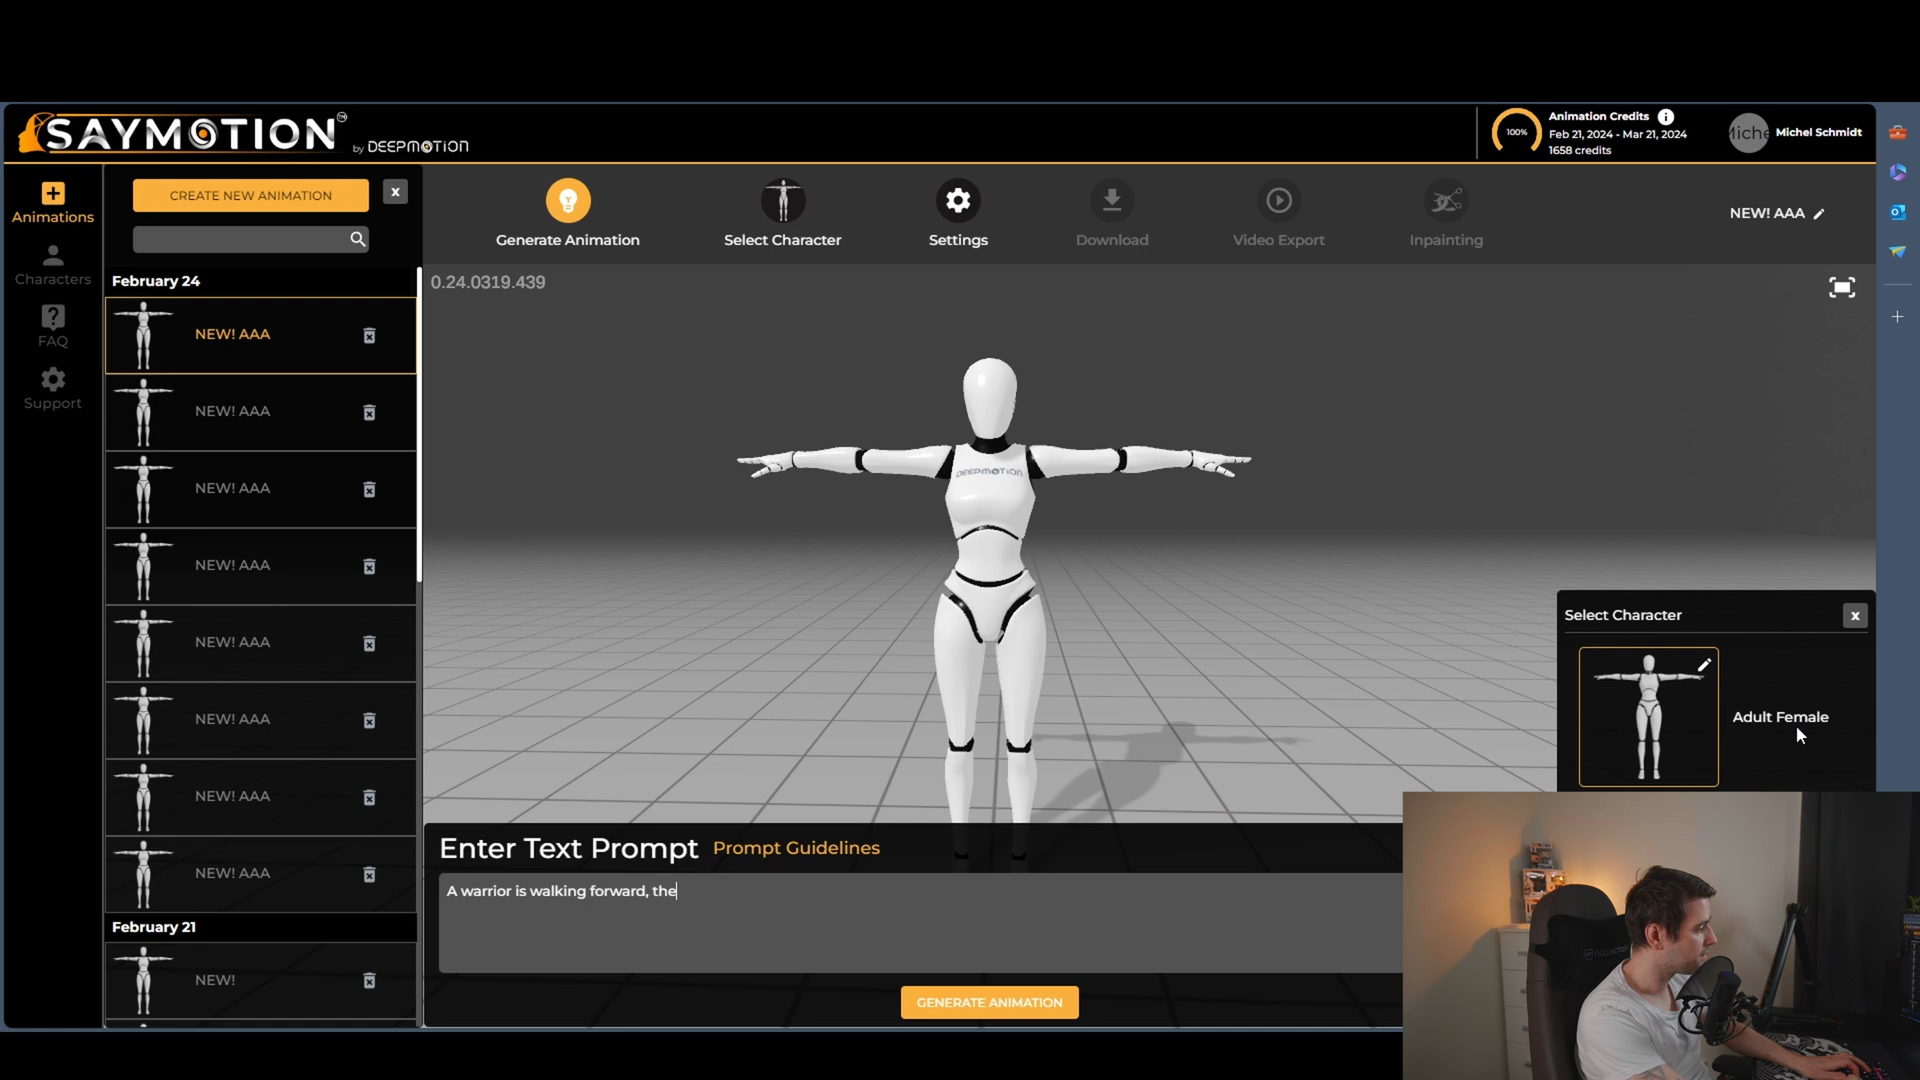 SAYMOTION™
by DEEPMOTION
100%
Animation Credits i
Feb 21, 2024 - Mar 21, 2024
1658 credits
Miche
Michel Schmidt
Animations
Characters
FAQ
Support
CREATE NEW ANIMATION
x
February 24
NEW! AAA
NEW! AAA
NEW! AAA
NEW! AAA
NEW! AAA
NEW! AAA
NEW! AAA
NEW! AAA
February 21
NEW!
Generate Animation
Select Character
Settings
Download
Video Export
Inpainting
NEW! AAA
0.24.0319.439
DEEPMOTION
Select Character
x
Adult Female
Enter Text Prompt Prompt Guidelines
A warrior is walking forward, the
GENERATE ANIMATION